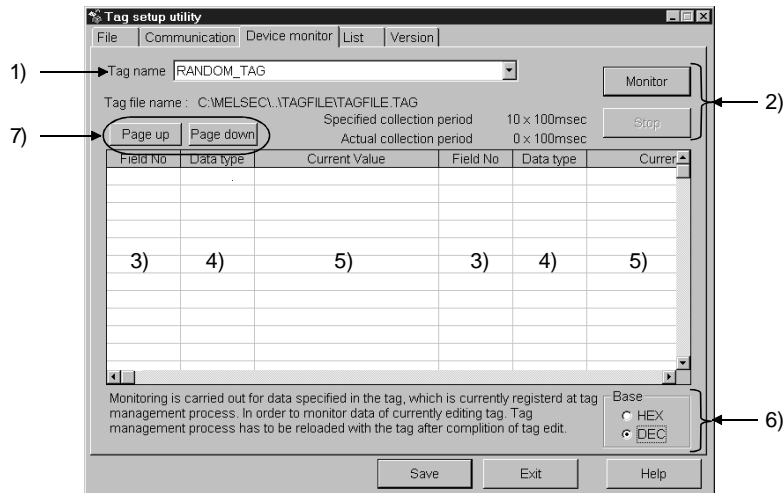 Tag setup utility
File Communication Device monitor List Version
1) Tag name RANDOM_TAG
Monitor
2)
Tag file name : C:\MELSEC\..\TAGFILE\TAGFILE.TAG
Specified collection period 10 × 100msec
Stop
7) Page up Page down
Actual collection period 0 × 100msec
Field No Data type Current Value Field No Data type Curren
3) 4) 5) 3) 4) 5)
Monitoring is carried out for data specified in the tag, which is currently registerd at tag
management process. In order to monitor data of currently editing tag. Tag
management process has to be reloaded with the tag after complition of tag edit.
Base
HEX
DEC
6)
Save Exit Help